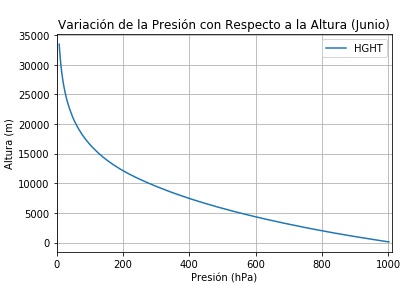 Variación de la Presión con Respecto a la Altura (Junio)
HGHT
Altura (m)
35000
30000
25000
20000
15000
10000
5000
0
0 200 400 600 800 1000
Presión (hPa)